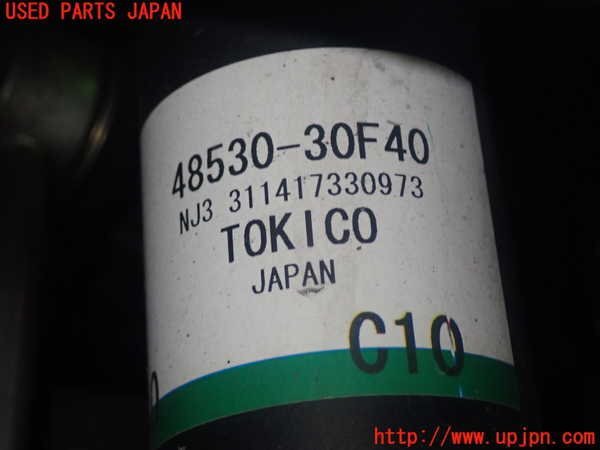 USED PARTS JAPAN
48530-30F40
NJ3 311417330973
TOKICO
JAPAN
C10
http://www.upjpn.com/